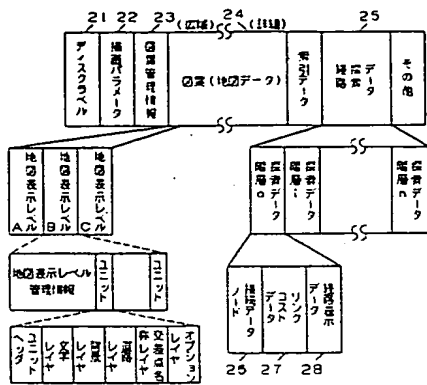 21 22 23 (広域) 24 (詳細) 25
ディスクラベル
描画パラメータ
図葉管理情報
図葉(地図データ)
索引データ
経路探索データ
その他
地図表示レベルA
地図表示レベルB
地図表示レベルC
探索データ階層0
探索データ階層1
探索データ階層n
地図表示レベル管理情報
ユニット
ユニット
ユニットヘッダ
文字レイヤ
背景レイヤ
道路レイヤ
交差点名称レイヤ
オプションレイヤ
ノード接続データ
リンクコストデータ
経路表示データ
26 27 28